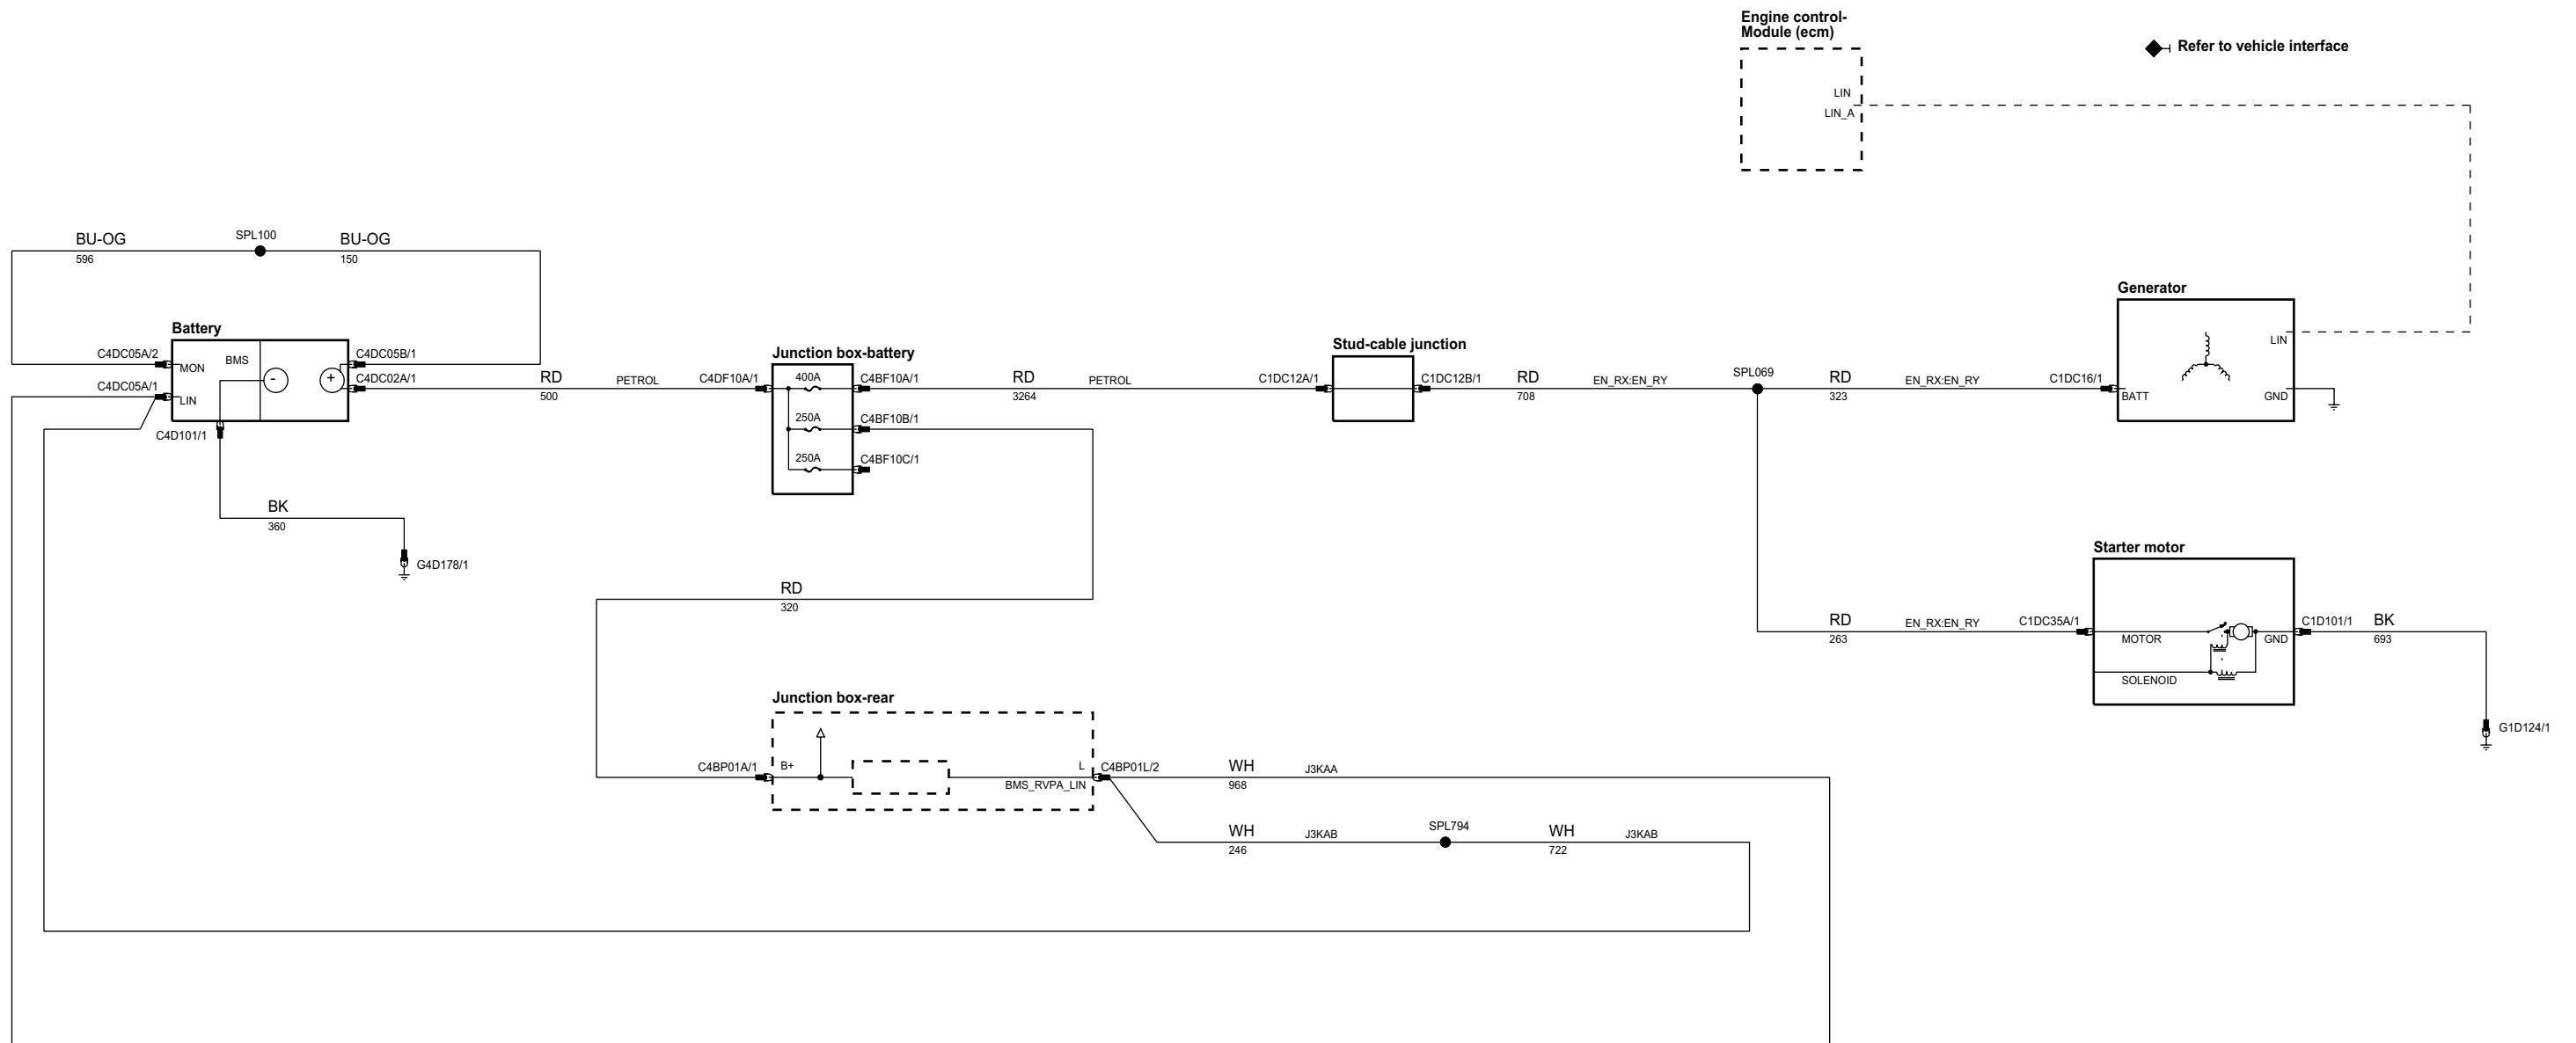 Engine control-
Module (ecm)
Refer to vehicle interface
LIN
LIN_A
BU-OG
SPL100
BU-OG
596
150
Generator
Battery
LIN
C4DC05A/2
BMS
C4DC05B/1
Junction box-battery
Stud-cable junction
MON
-
+
C4DC05A/1
C4DC02A/1
RD
PETROL
C4DF10A/1
400A
C4BF10A/1
RD
PETROL
C1DC12A/1
C1DC12B/1
RD
EN_RX:EN_RY
SPL069
RD
EN_RX:EN_RY
C1DC16/1
LIN
500
3264
708
323
BATT
GND
250A
C4BF10B/1
C4D101/1
250A
C4BF10C/1
BK
360
G4D178/1
Starter motor
RD
320
RD
EN_RX:EN_RY
C1DC35A/1
C1D101/1
BK
263
MOTOR
GND
693
SOLENOID
Junction box-rear
G1D124/1
C4BP01A/1
B+
L
C4BP01L/2
WH
J3KAA
BMS_RVPA_LIN
968
WH
J3KAB
SPL794
WH
J3KAB
246
722